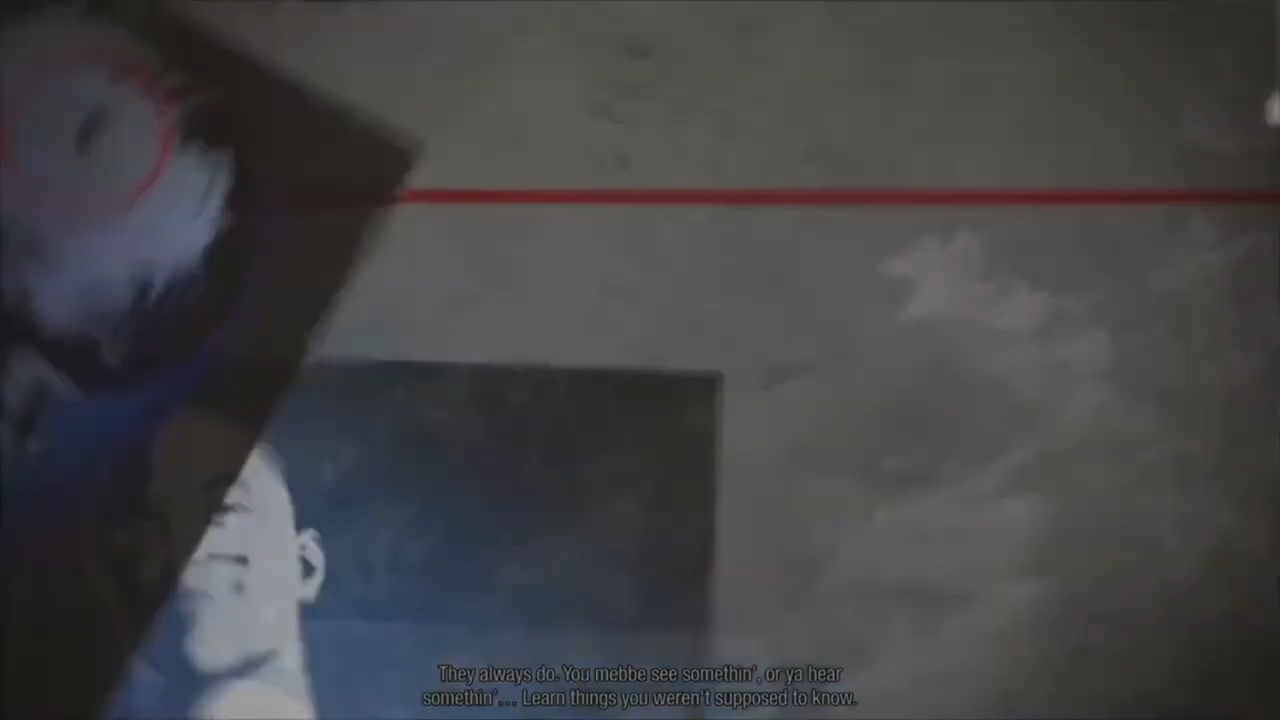 They always do. You mebbe see somethin', or ya hear
somethin'... Learn things you weren't supposed to know.